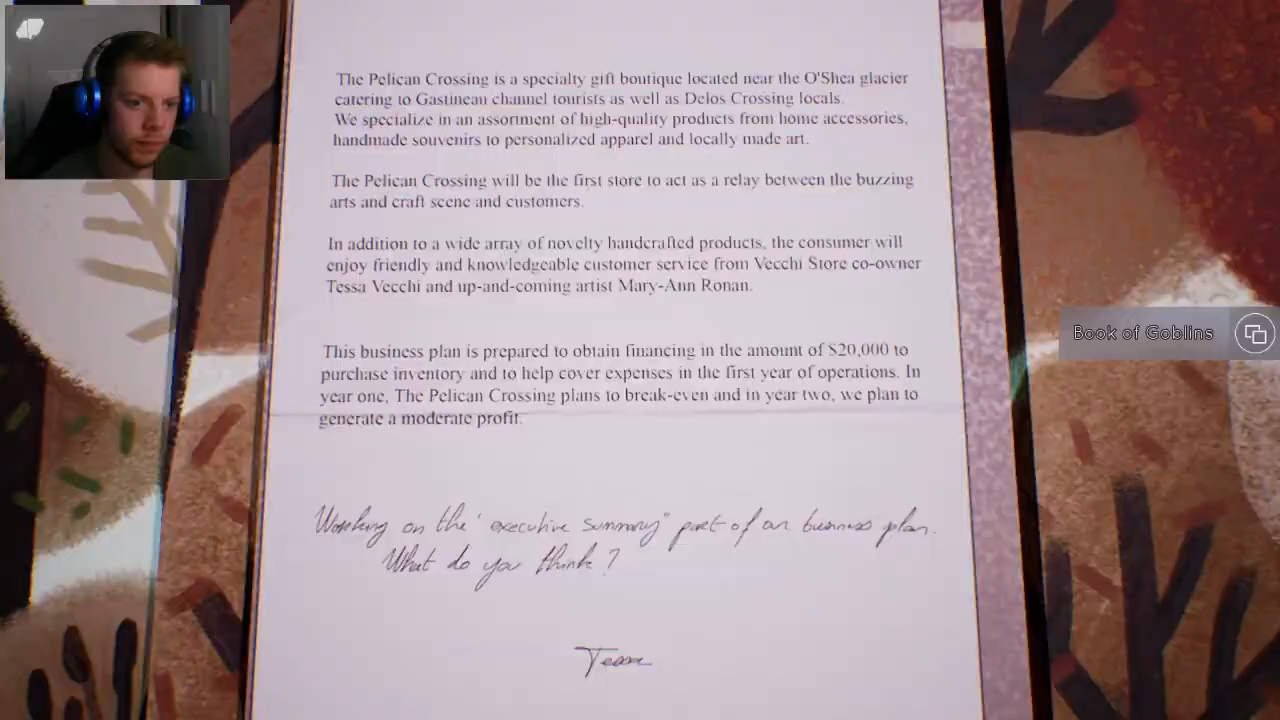 The Pelican Crossing is a specialty gift boutique located near the O'Shea glacier
catering to Gastineau channel tourists as well as Delos Crossing locals.
We specialize in an assortment of high-quality products from home accessories,
handmade souvenirs to personalized apparel and locally made art.
The Pelican Crossing will be the first store to act as a relay between the buzzing
arts and craft scene and customers.
In addition to a wide array of novelty handcrafted products, the consumer will
enjoy friendly and knowledgeable customer service from Vecchi Store co-owner
Tessa Vecchi and up-and-coming artist Mary-Ann Ronan.
Book of Goblins
This business plan is prepared to obtain financing in the amount of $20,000 to
purchase inventory and to help cover expenses in the first year of operations. In
year one, The Pelican Crossing plans to break-even and in year two, we plan to
generate a moderate profit.
Working on the "executive summary" part of our business plan.
What do you think?
Tessa